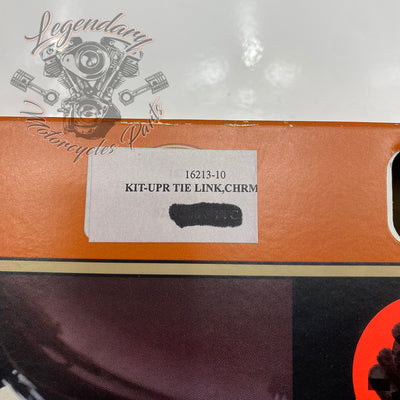 Legendary
Motorcycles Parts
16213-10
KIT-UPR TIE LINK,CHRM